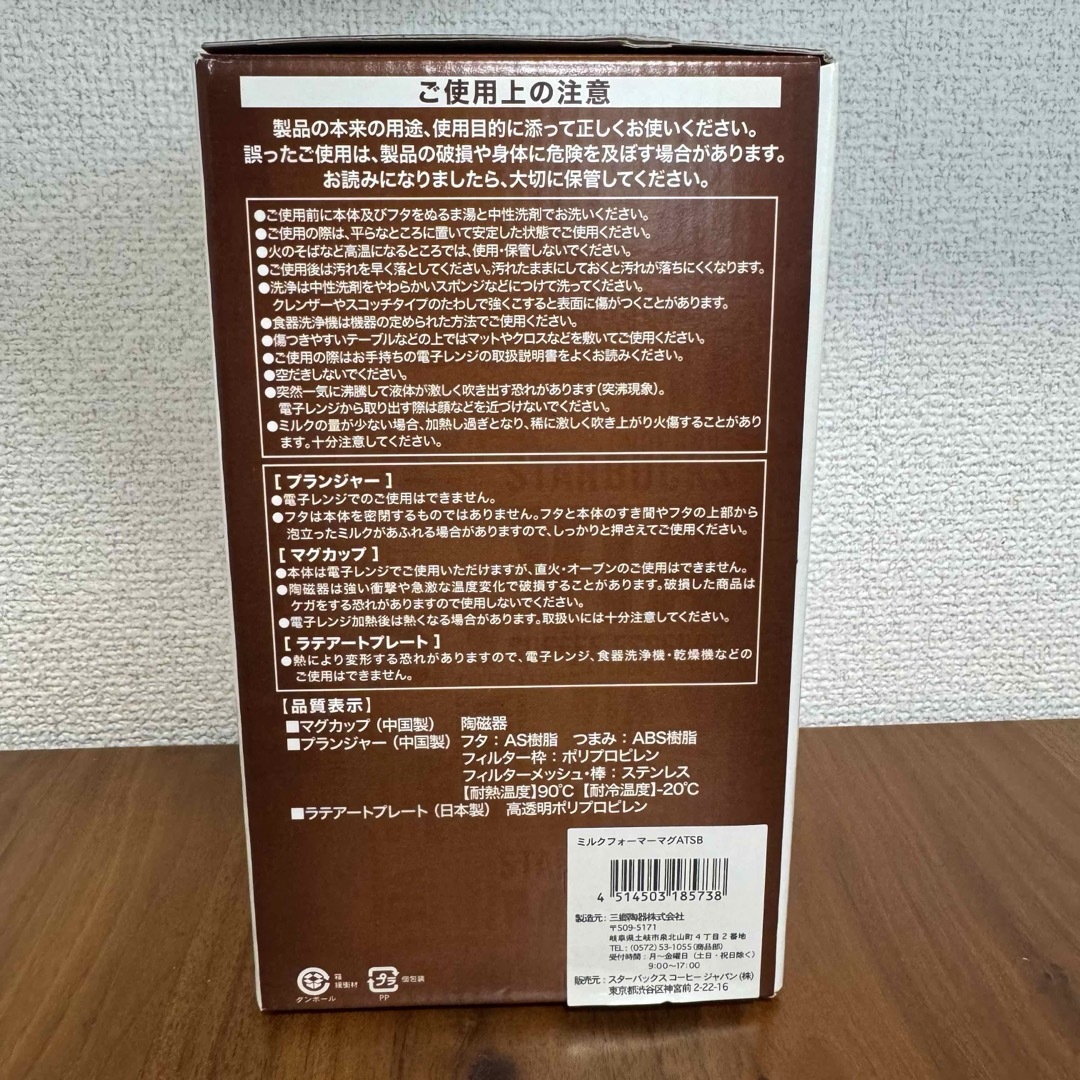 ご使用上の注意
製品の本来の用途、使用目的に添って正しくお使いください。
誤ったご使用は、製品の破損や身体に危険を及ぼす場合があります。
お読みになりましたら、大切に保管してください。
●ご使用前に本体及びフタをぬるま湯と中性洗剤でお洗いください。
●ご使用の際は、平らなところに置いて安定した状態でご使用ください。
●火のそばなど高温になるところでは、使用・保管しないでください。
●ご使用後は汚れを早く落としてください。汚れたままにしておくと汚れが落ちにくくなります。
●洗浄は中性洗剤をやわらかいスポンジなどにつけて洗ってください。
クレンザーやスコッチタイプのたわしで強くこすると表面に傷がつくことがあります。
●食器洗浄機は機器の定められた方法でご使用ください。
●傷つきやすいテーブルなどの上ではマットやクロスなどを敷いてご使用ください。
●ご使用の際はお手持ちの電子レンジの取扱説明書をよくお読みください。
●空だきしないでください。
●突然一気に沸騰して液体が激しく吹き出す恐れがあります(突沸現象)。
電子レンジから取り出す際は顔などを近づけないでください。
●ミルクの量が少ない場合、加熱し過ぎとなり、稀に激しく吹き上がり火傷することがあり
ます。十分注意してください。
[ プランジャー ]
●電子レンジでのご使用はできません。
●フタは本体を密閉するものではありません。フタと本体のすき間やフタの上部から
泡立ったミルクがあふれる場合がありますので、しっかりと押さえてご使用ください。
[ マグカップ ]
●本体は電子レンジでご使用いただけますが、直火・オーブンのご使用はできません。
●陶磁器は強い衝撃や急激な温度変化で破損することがあります。破損した商品は
ケガをする恐れがありますので使用しないでください。
●電子レンジ加熱後は熱くなる場合があります。取扱いには十分注意してください。
[ ラテアートプレート ]
●熱により変形する恐れがありますので、電子レンジ、食器洗浄機・乾燥機などの
ご使用はできません。
【品質表示】
■マグカップ(中国製) 陶磁器
■プランジャー(中国製) フタ：AS樹脂 つまみ：ABS樹脂
フィルター枠：ポリプロピレン
フィルターメッシュ・棒：ステンレス
【耐熱温度】90℃ 【耐冷温度】-20℃
■ラテアートプレート(日本製) 高透明ポリプロピレン
ミルクフォーマーマグATSB
4 514503 185738
製造元：三郷陶器株式会社
〒509-5171
岐阜県土岐市泉北山町4丁目2番地
TEL：(0572)53-1055(商品部)
受付時間：月～金曜日(土日・祝日除く)
9:00～17:00
販売元：スターバックス コーヒー ジャパン(株)
東京都渋谷区神宮前2-22-16
箱
緩衝材
ダンボール
プラ
個包装
PP